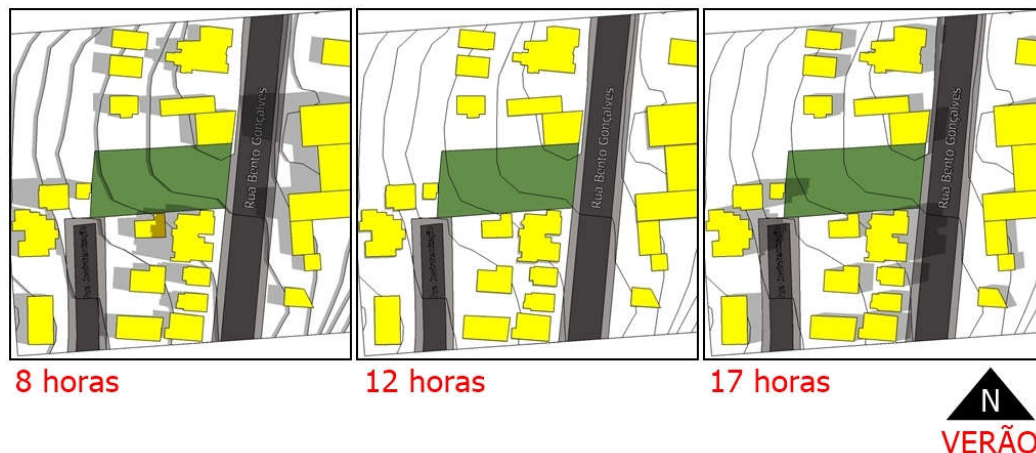 Rua Bento Gonçalves
Rua Bento Gonçalves
Rua Bento Gonçalves
8 horas
12 horas
17 horas
N
VERÃO